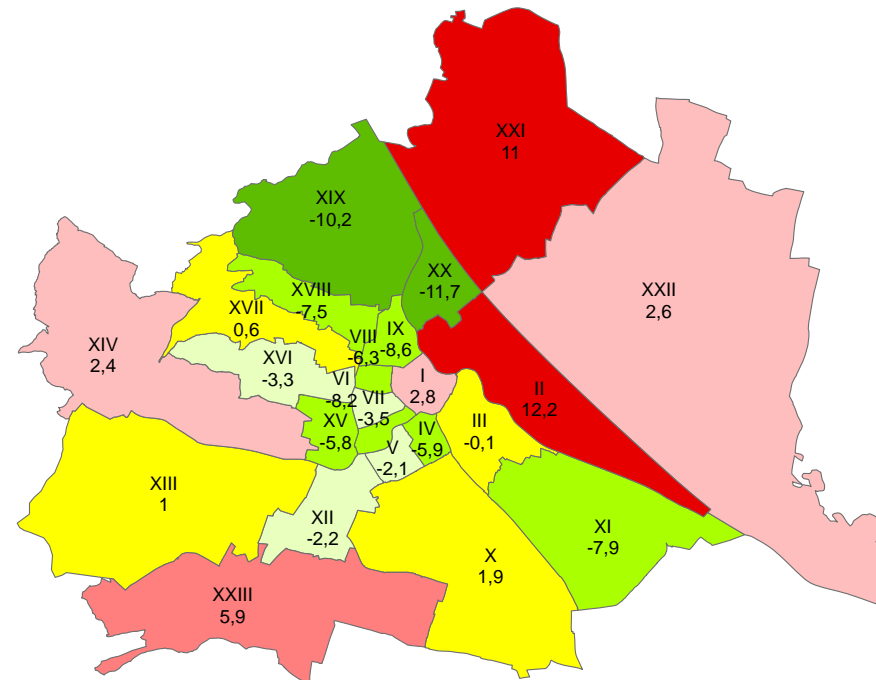 XXI
11
XIX
-10,2
XX
-11,7
XXII
2,6
XVIII
-7,5
XVII
0,6
XIV
2,4
IX
-8,6
VIII
-6,3
XVI
-3,3
VI
-8,2
I
2,8
VII
-3,5
II
12,2
XV
-5,8
IV
-5,9
III
-0,1
V
-2,1
XIII
1
XII
-2,2
XI
-7,9
X
1,9
XXIII
5,9